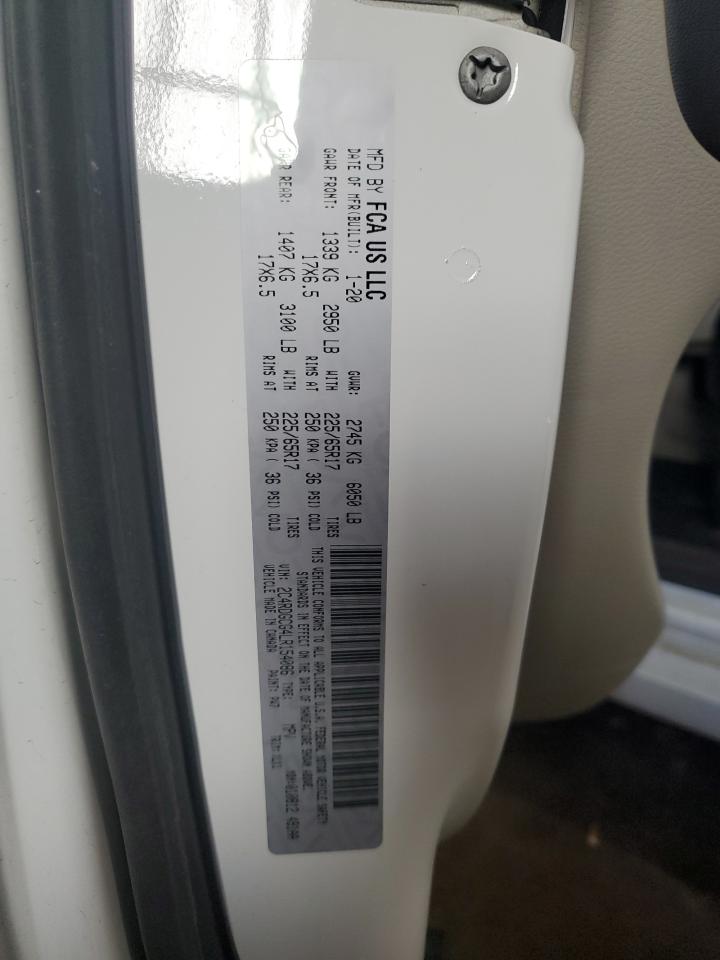 MFD BY FCA US LLC
DATE OF MFR(BUILT): 1-20 GVWR: 2745 KG 6050 LB
GAWR FRONT: 1339 KG 2950 LB WITH 225/65R17 TIRES
17X6.5 RIMS AT 250 KPA ( 36 PSI) COLD
GAWR REAR: 1407 KG 3100 LB WITH 225/65R17 TIRES
17X6.5 RIMS AT 250 KPA ( 36 PSI) COLD
THIS VEHICLE CONFORMS TO ALL APPLICABLE U.S.A. FEDERAL MOTOR VEHICLE SAFETY
STANDARDS IN EFFECT ON THE DATE OF MANUFACTURE SHOWN ABOVE.
VIN: 2C4RDGCG4LR154086 TYPE: MPV
VEHICLE MADE IN CANADA PAINT: PW7